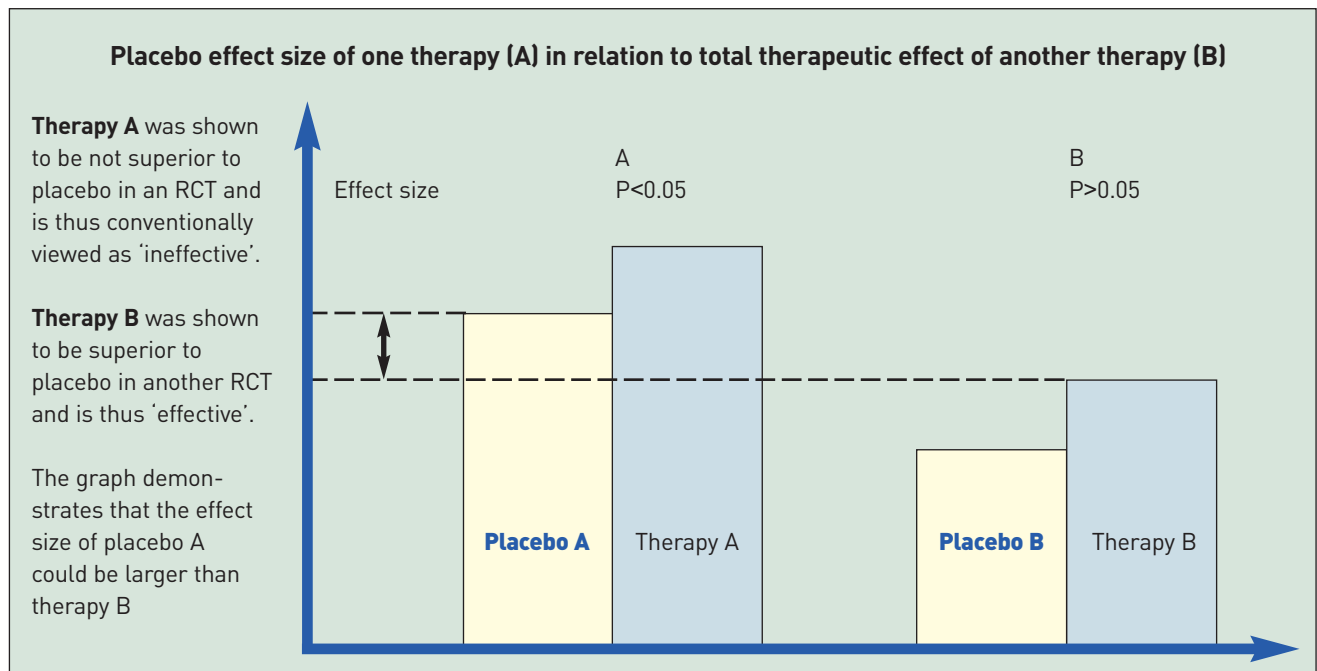 Placebo effect size of one therapy (A) in relation to total therapeutic effect of another therapy (B)
Therapy A was shown
to be not superior to
placebo in an RCT and
is thus conventionally
viewed as ‘ineffective’.
Therapy B was shown
to be superior to
placebo in another RCT
and is thus ‘effective’.
The graph demon-
strates that the effect
size of placebo A
could be larger than
therapy B
Effect size
A
P<0.05
B
P>0.05
Placebo A
Therapy A
Placebo B
Therapy B